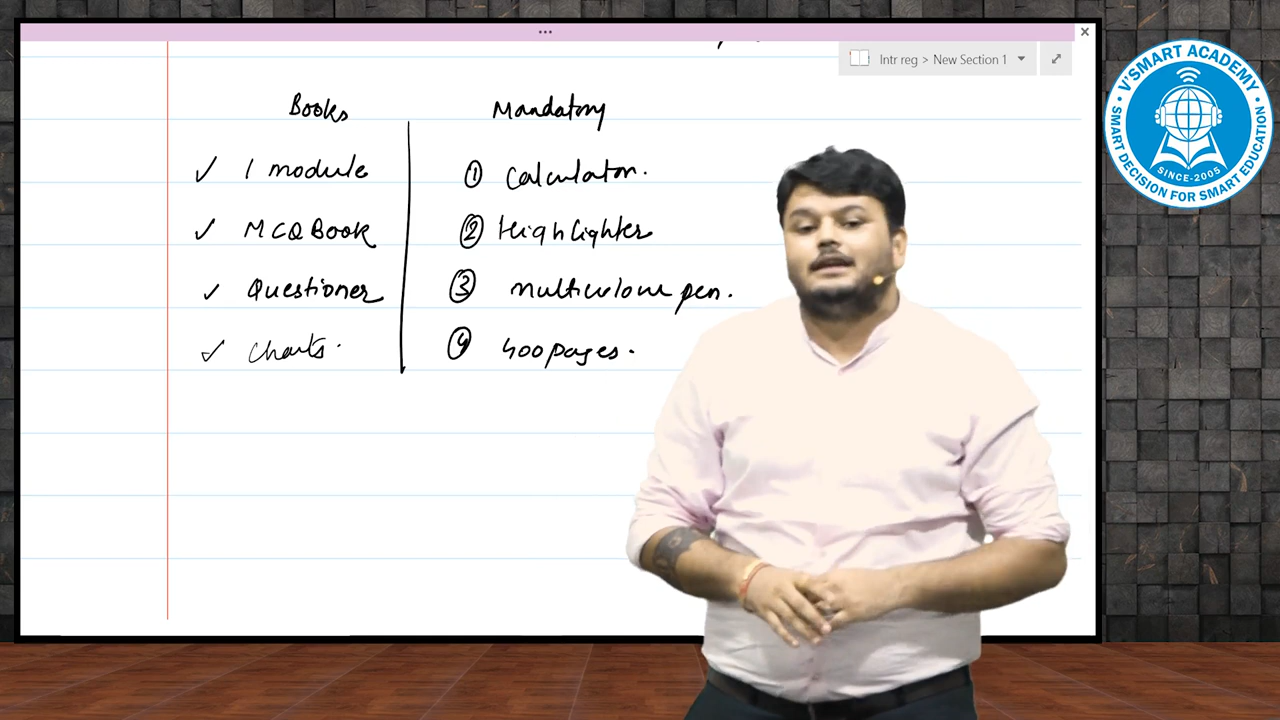 ...
×
Intr reg > New Section 1
Books
Mandatory
✓ 1 module
① calculator.
✓ MCQ Book
② Highlighter
✓ Questioner
③ multicolour pen.
✓ charts.
④ 400 pages.
V'SMART ACADEMY
SINCE-2005
SMART DECISION FOR SMART EDUCATION